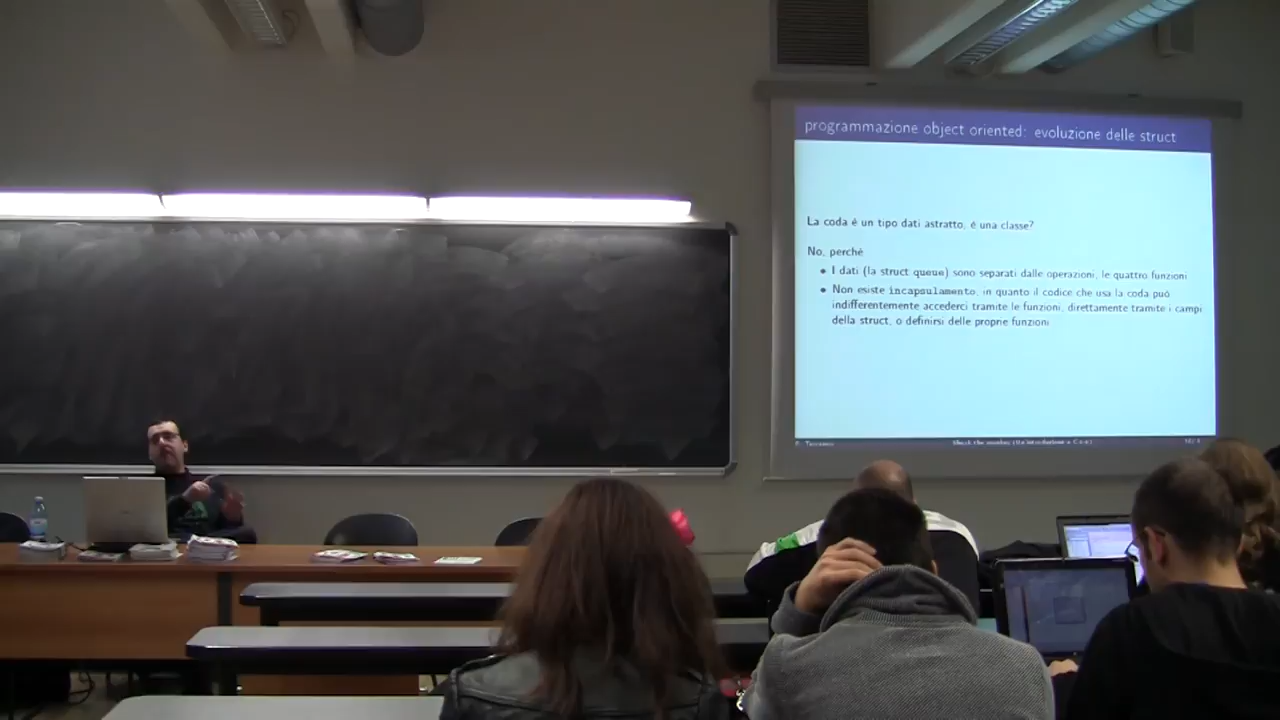 programmazione object oriented: evoluzione delle struct
La coda è un tipo dati astratto, è una classe?
No, perchè
• I dati (la struct queue) sono separati dalle operazioni, le quattro funzioni
• Non esiste incapsulamento, in quanto il codice che usa la coda può
indifferentemente accederci tramite le funzioni, direttamente tramite i campi
della struct, o definirsi delle proprie funzioni